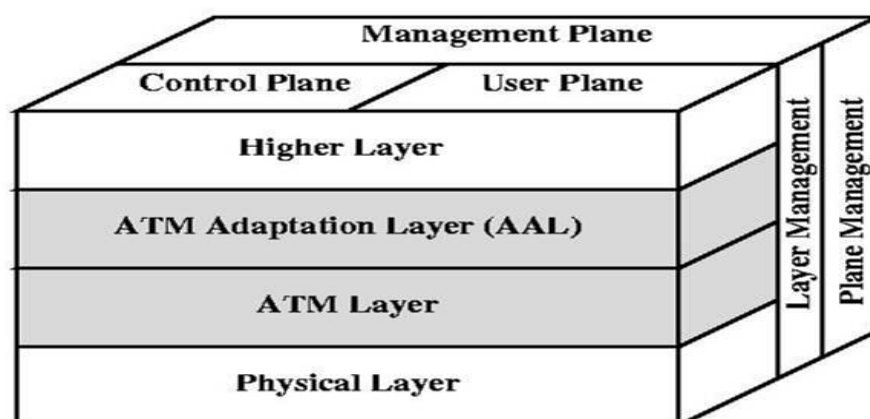 Management Plane
Control Plane
User Plane
Higher Layer
ATM Adaptation Layer (AAL)
ATM Layer
Physical Layer
Layer Management
Plane Management